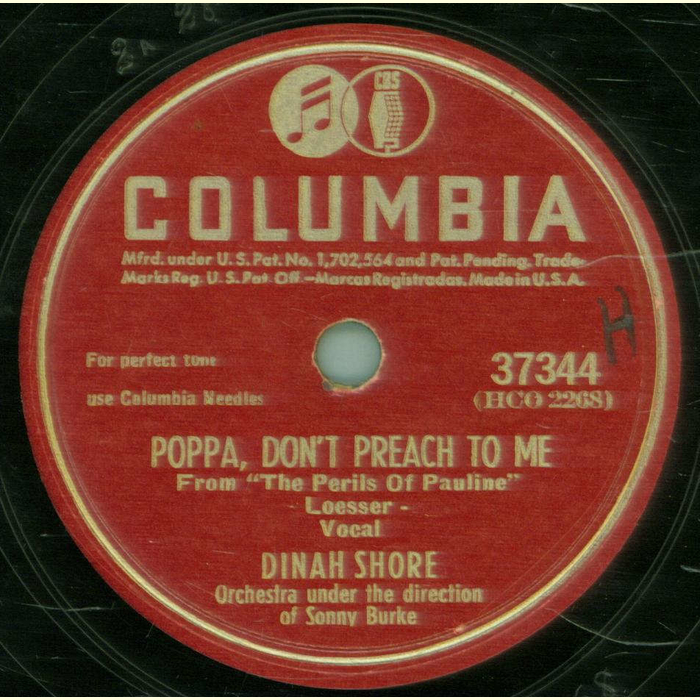 CBS
COLUMBIA
Mfrd. under U.S. Pat. No. 1,702,564 and Pat. Pending. Trade-
Marks Reg. U.S. Pat. Off.—Marcas Registradas. Made in U.S.A.
H
For perfect tone
use Columbia Needles
37344
(HCO 2268)
POPPA, DON'T PREACH TO ME
From "The Perils Of Pauline"
- Loesser -
Vocal
DINAH SHORE
Orchestra under the direction
of Sonny Burke